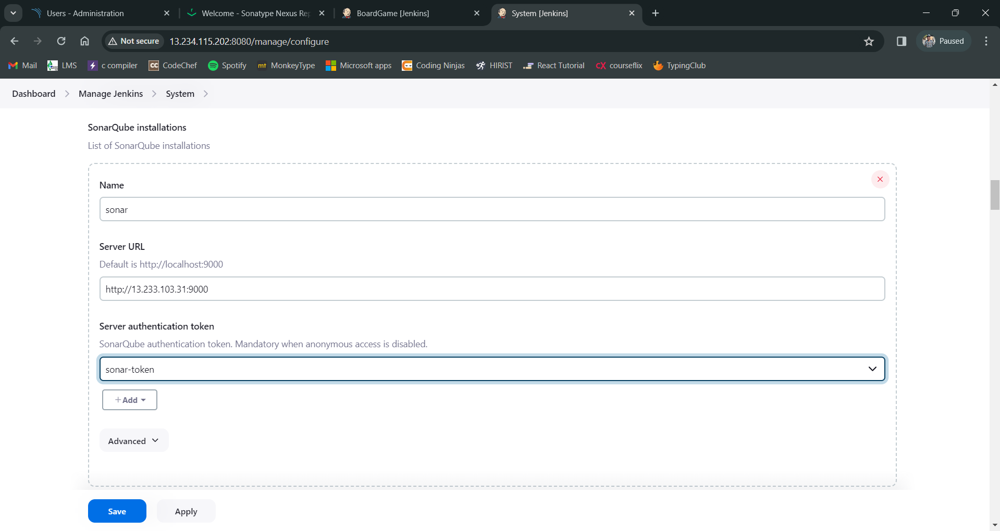 Users - Administration
Welcome - Sonatype Nexus Re
BoardGame [Jenkins]
System [Jenkins]
Not secure
13.234.115.202:8080/manage/configure
Paused
Mail
LMS
c compiler
CC
CodeChef
Spotify
mt
MonkeyType
Microsoft apps
Coding Ninjas
HIRIST
React Tutorial
CX
courseflix
TypingClub
Dashboard
Manage Jenkins
System
SonarQube installations
List of SonarQube installations
Name
sonar
Server URL
Default is http://localhost:9000
http://13.233.103.31:9000
Server authentication token
SonarQube authentication token. Mandatory when anonymous access is disabled.
sonar-token
+ Add
Advanced
Save
Apply